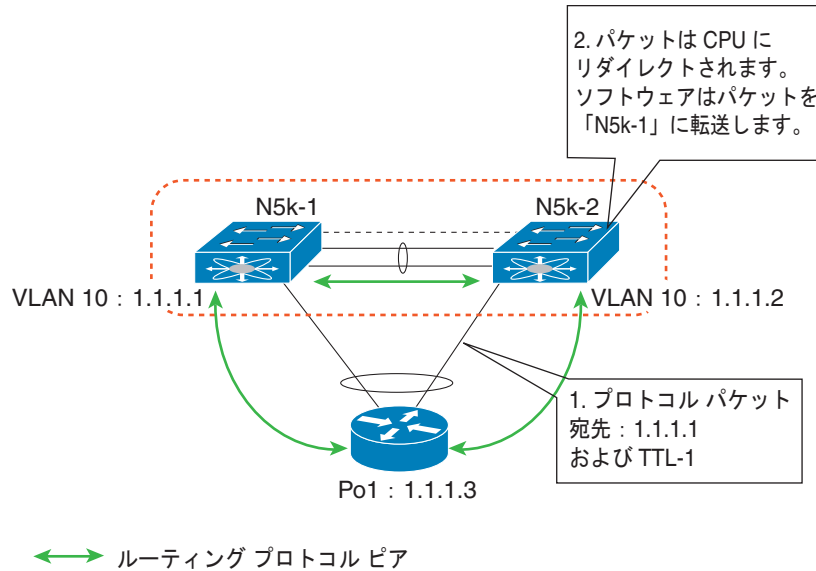 2. パケットは CPU に
リダイレクトされます。
ソフトウェアはパケットを
「N5k-1」に転送します。
N5k-1
N5k-2
VLAN 10 : 1.1.1.1
VLAN 10 : 1.1.1.2
1. プロトコル パケット
宛先 : 1.1.1.1
および TTL-1
Po1 : 1.1.1.3
ルーティング プロトコル ピア